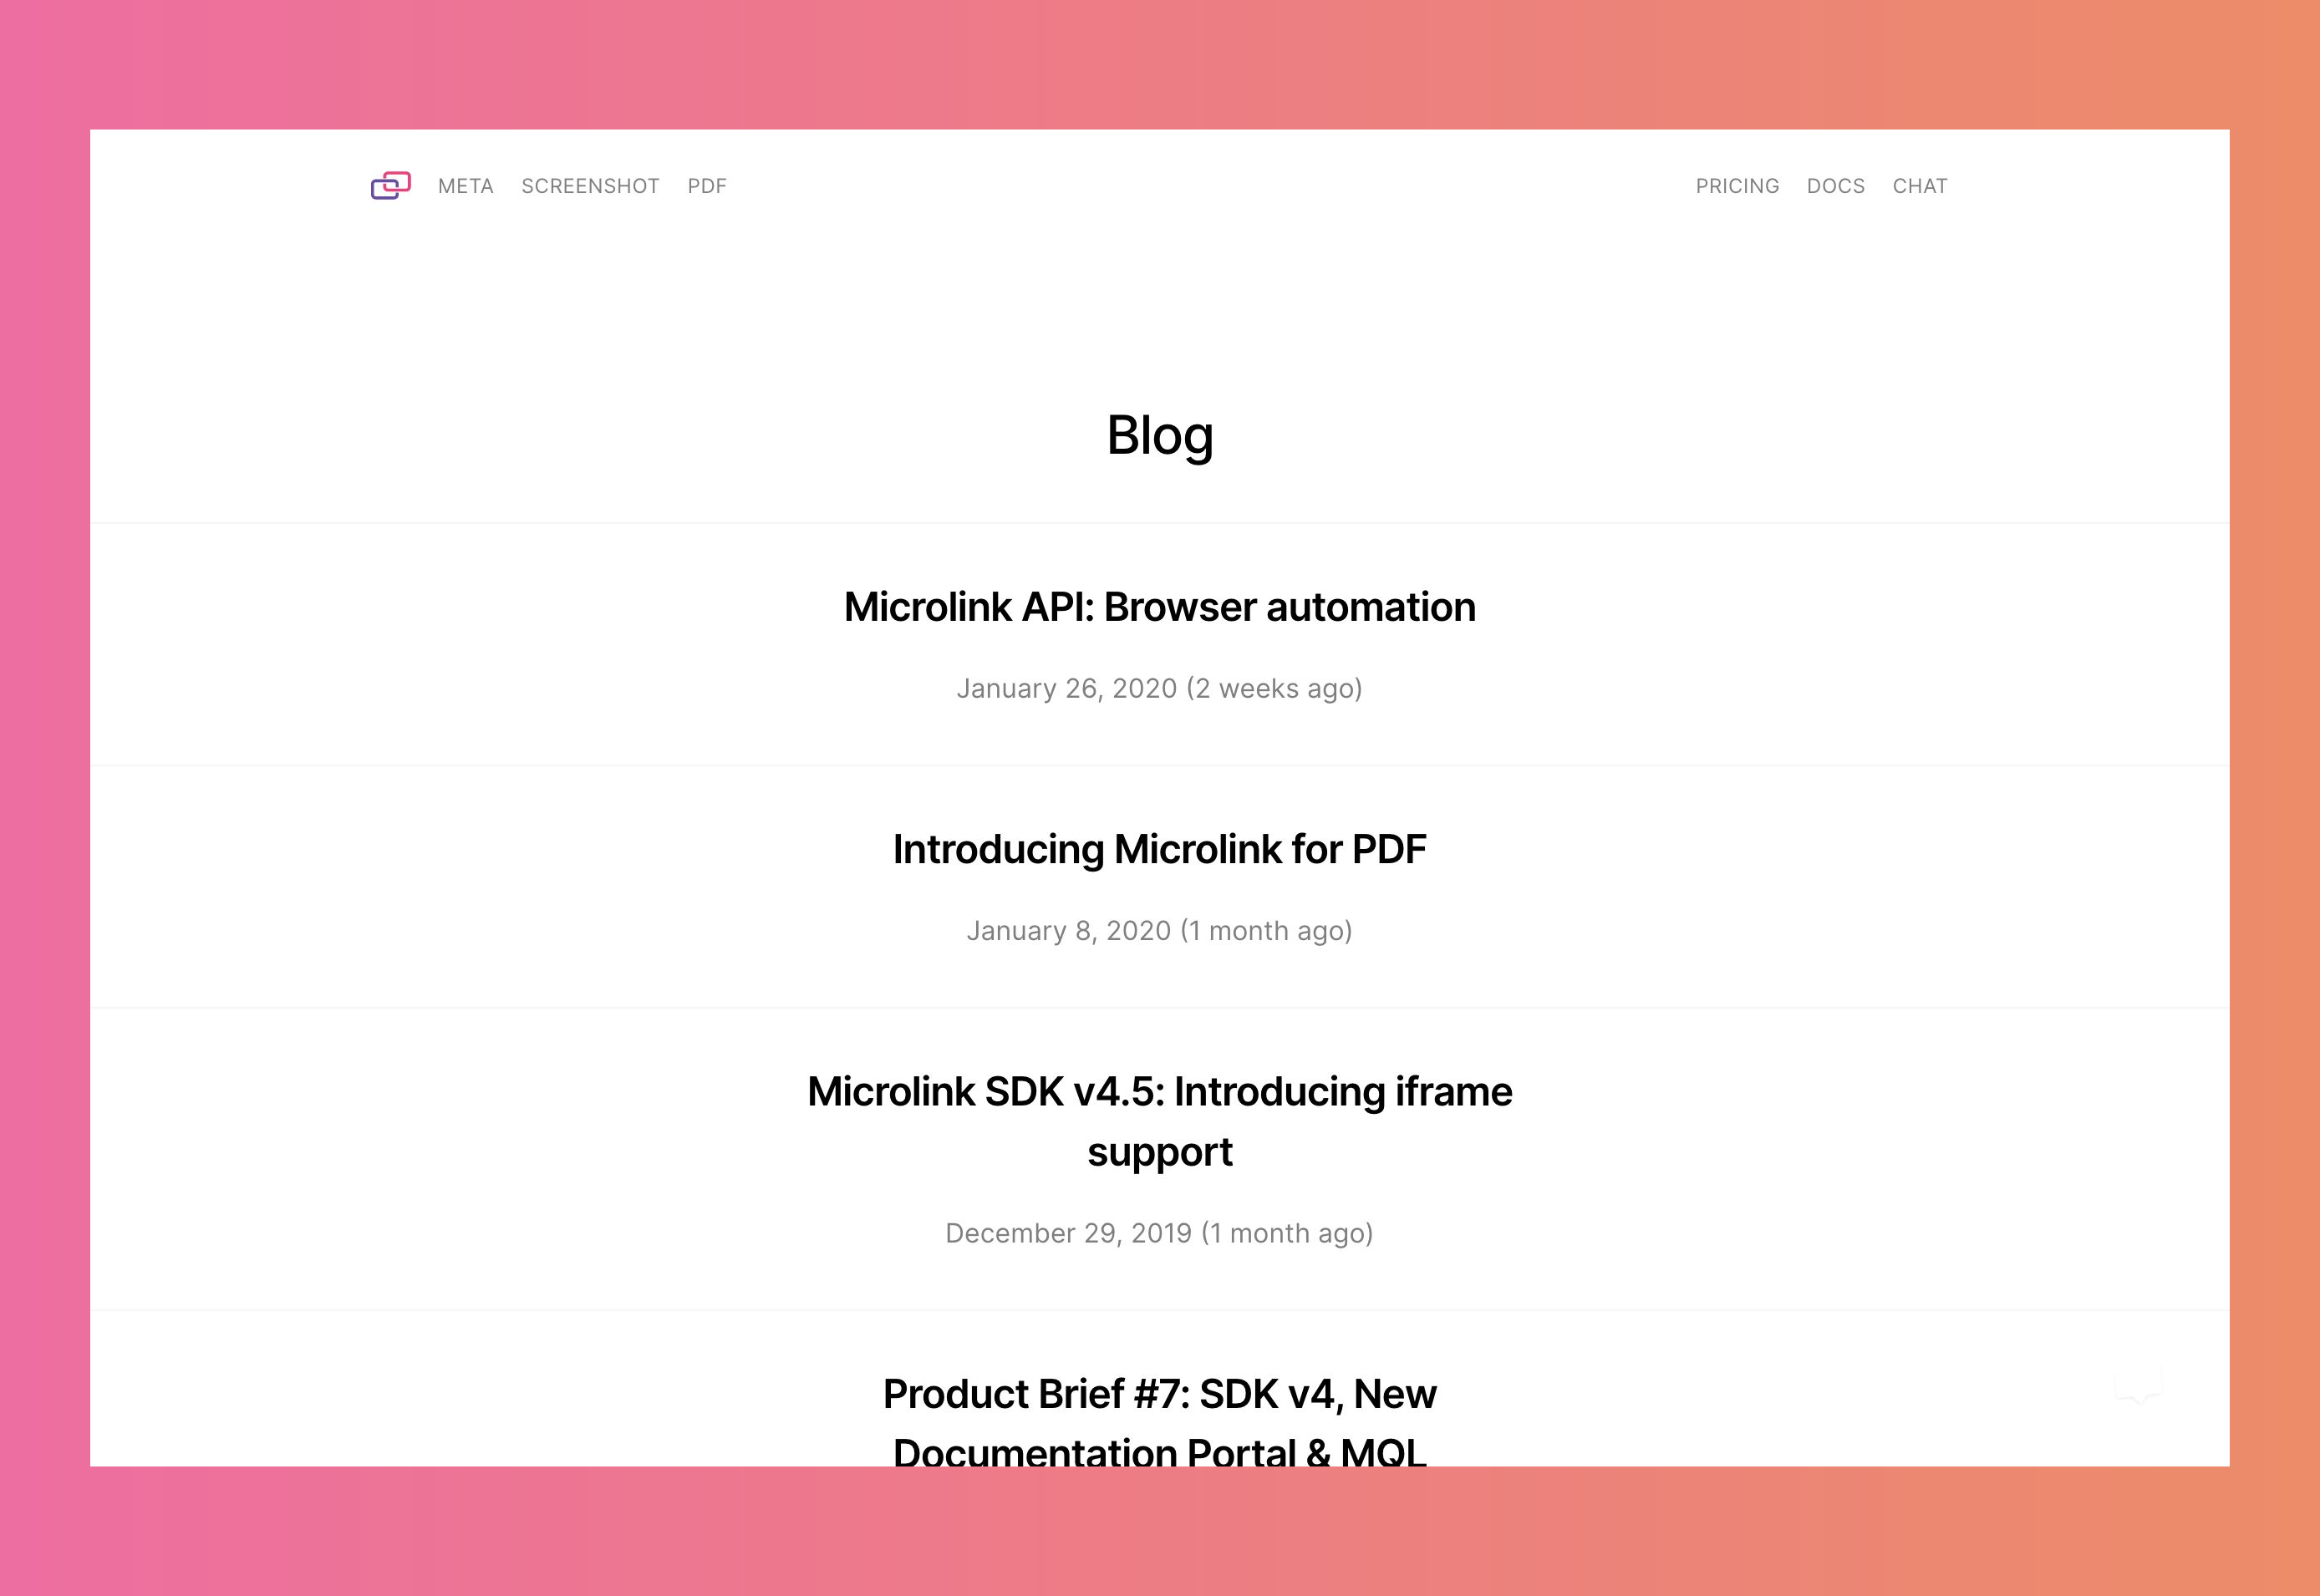 META SCREENSHOT PDF PRICING DOCS CHAT
Blog
Microlink API: Browser automation
January 26, 2020 (2 weeks ago)
Introducing Microlink for PDF
January 8, 2020 (1 month ago)
Microlink SDK v4.5: Introducing iframe
support
December 29, 2019 (1 month ago)
Product Brief #7: SDK v4, New
Documentation Portal & MQL